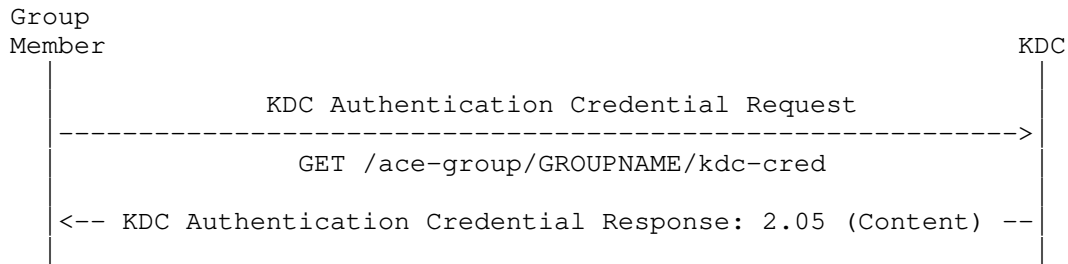 Group
Member KDC
KDC Authentication Credential Request
GET /ace-group/GROUPNAME/kdc-cred
<-- KDC Authentication Credential Response: 2.05 (Content) --